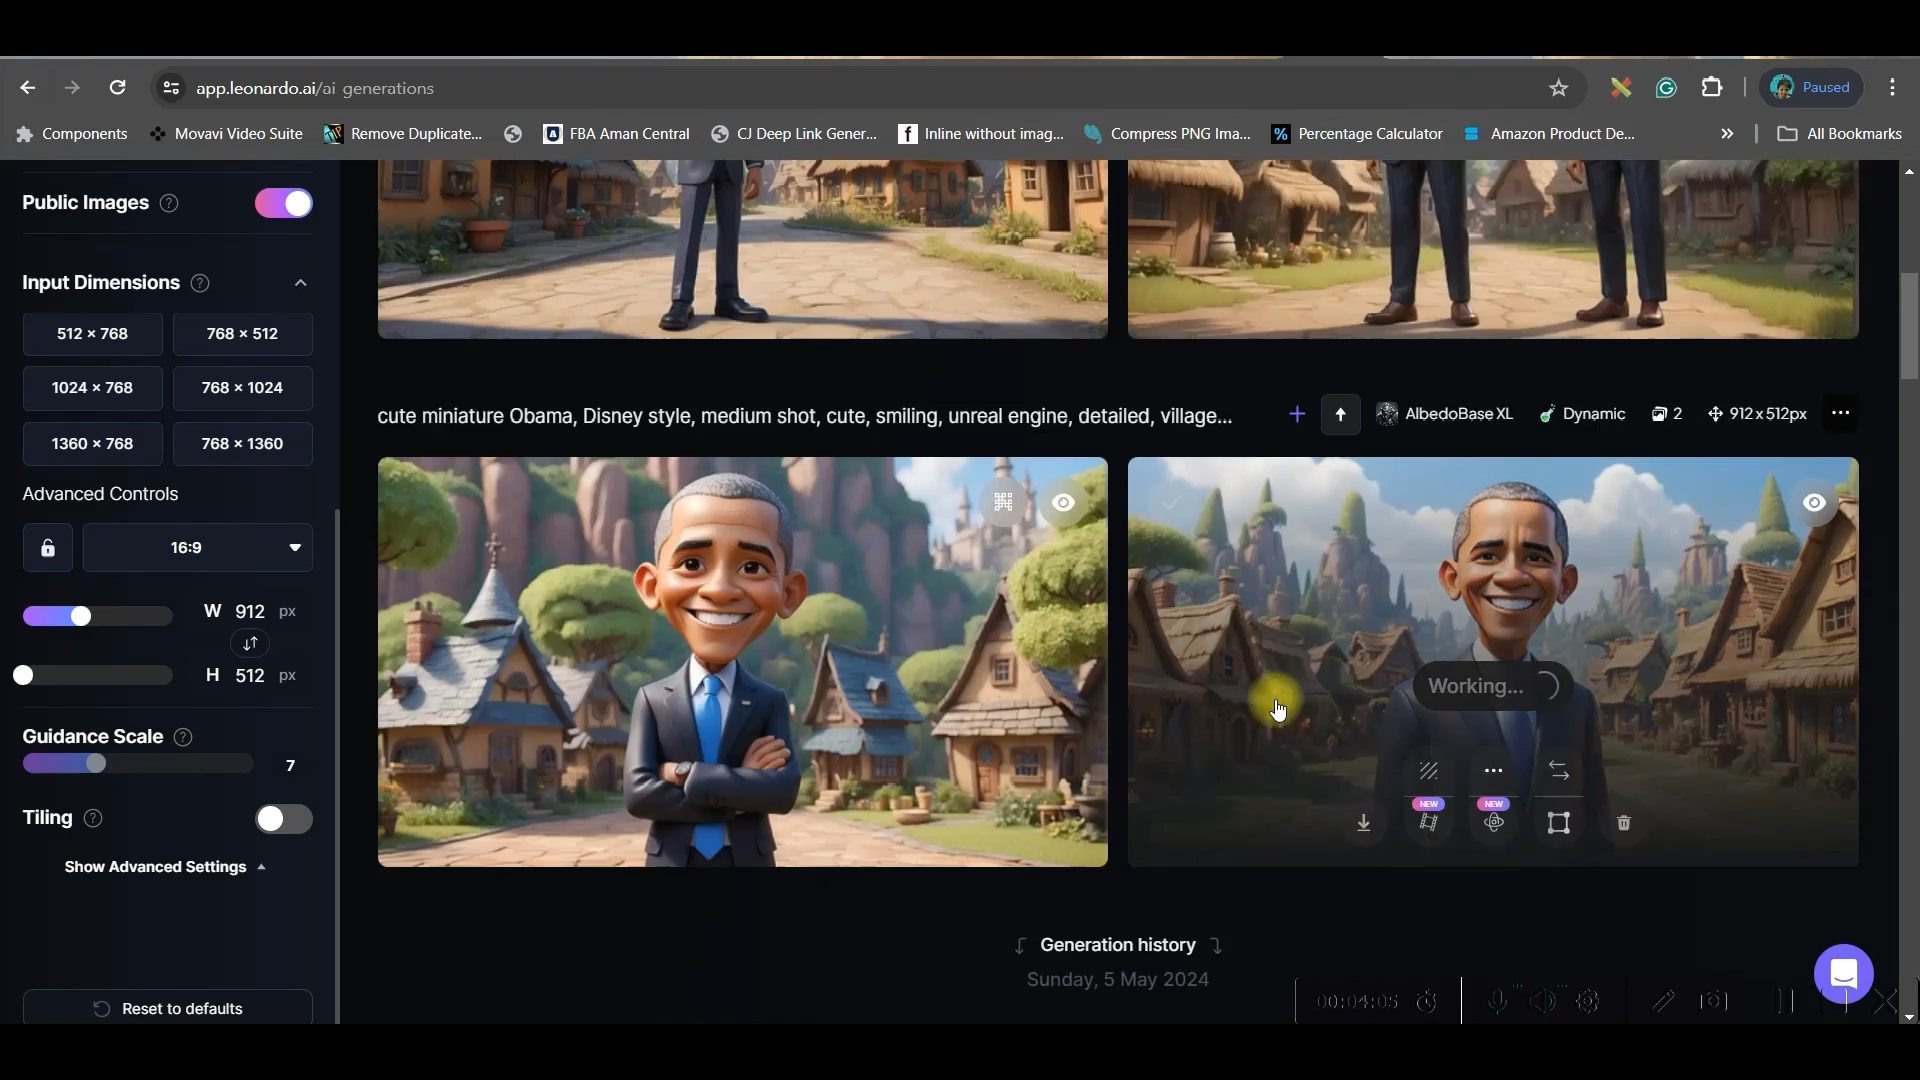 app.leonardo.ai/ai generations
Paused
Components
Movavi Video Suite
Remove Duplicate...
FBA Aman Central
CJ Deep Link Gener...
Inline without imag...
Compress PNG Ima...
Percentage Calculator
Amazon Product De...
All Bookmarks
Public Images
Input Dimensions
512 × 768
768 × 512
1024 × 768
768 × 1024
1360 × 768
768 × 1360
Advanced Controls
16:9
W 912 px
H 512 px
Guidance Scale
7
Tiling
Show Advanced Settings
Reset to defaults
cute miniature Obama, Disney style, medium shot, cute, smiling, unreal engine, detailed, village...
AlbedoBase XL
Dynamic
2
912 x 512px
Working...
NEW
NEW
Generation history
Sunday, 5 May 2024
00:04:05